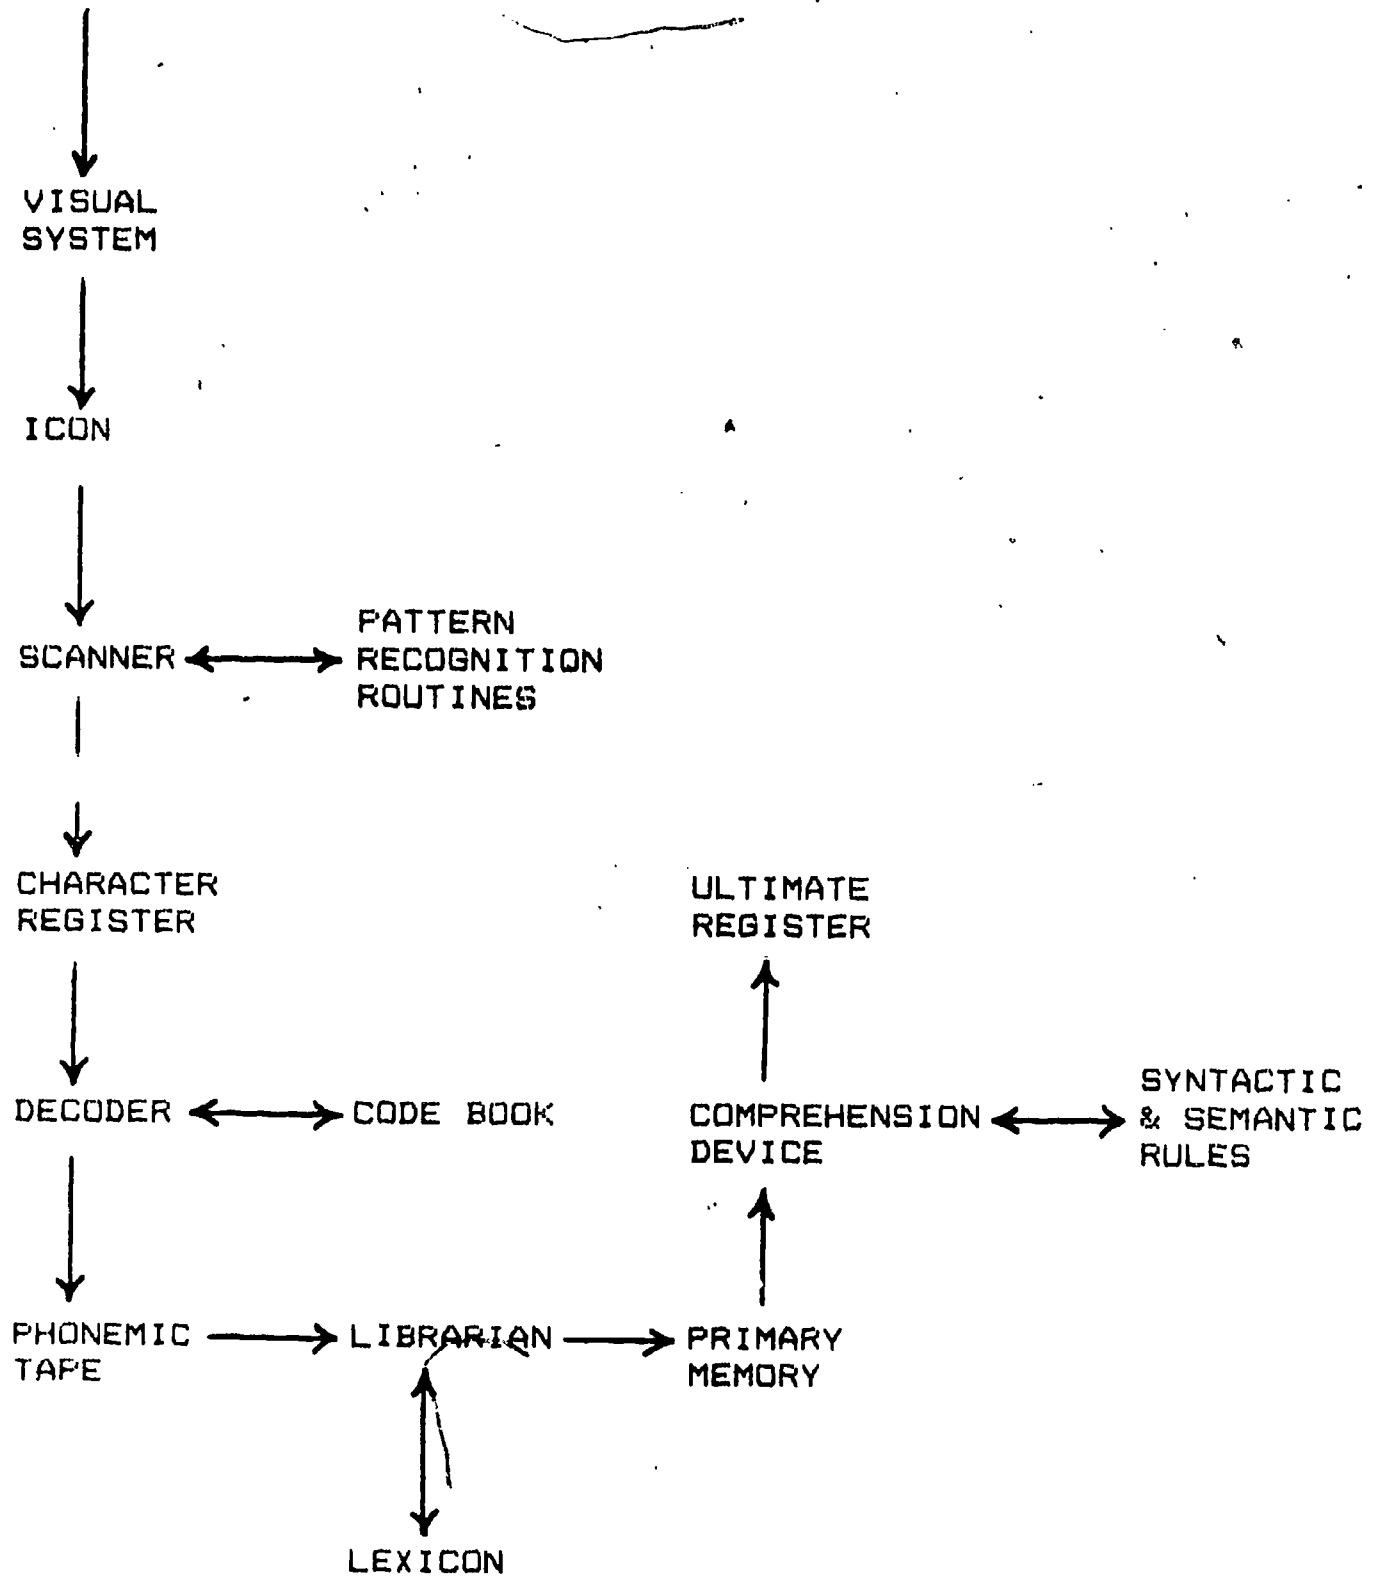 VISUAL
SYSTEM
ICON
SCANNER
PATTERN
RECOGNITION
ROUTINES
CHARACTER
REGISTER
ULTIMATE
REGISTER
DECODER
CODE BOOK
COMPREHENSION
DEVICE
SYNTACTIC
& SEMANTIC
RULES
PHONEMIC
TAPE
LIBRARIAN
PRIMARY
MEMORY
LEXICON